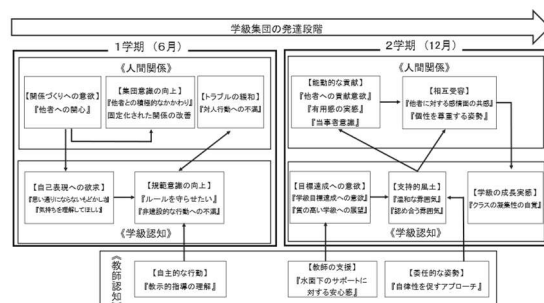 学級集団の発達段階
1学期（6月）
《人間関係》
【関係づくりへの意欲】
『他者への関心』
【集団意識の向上】
『他者との積極的なかかわり』
固定化された関係の改善
【トラブルの緩和】
『対人行動への不満』
【自己表現への欲求】
『思い通りにならないもどかしさ』
『気持ちを理解してほしい』
【規範意識の向上】
『ルールを守らせたい』
『非建設的な行動への不満』
《学級認知》
2学期（12月）
《人間関係》
【能動的な貢献】
『他者への貢献意欲』
『有用感の実感』
『当事者意識』
【相互受容】
『他者に対する感情面の共感』
『個性を尊重する姿勢』
【目標達成への意欲】
『学級目標達成への意欲』
『質の高い学級への展望』
【支持的風土】
『温和な雰囲気』
『認め合う雰囲気』
【学級の成長実感】
『クラスの凝集性の自覚』
《学級認知》
《教師認知》
【自主的な行動】
『教示的指導の理解』
【教師の支援】
『水面下のサポートに
対する安心感』
【委任的な姿勢】
『自律性を促すアプローチ』